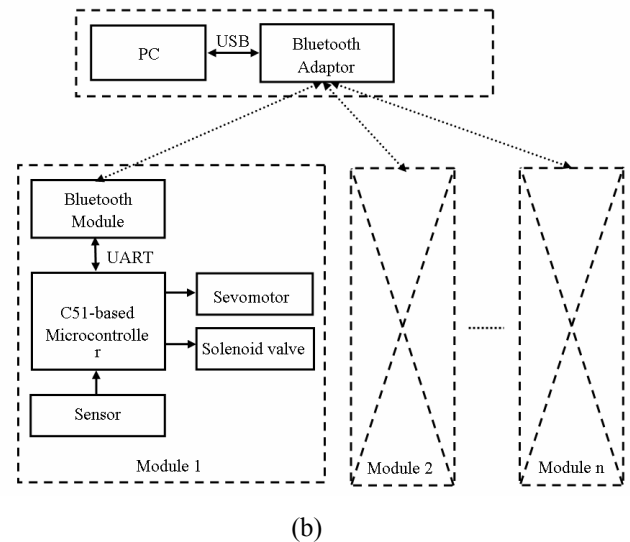 PC
USB
Bluetooth
Adaptor
Bluetooth
Module
UART
C51-based
Microcontrolle
r
Sevomotor
Solenoid valve
Sensor
Module 1
Module 2
Module n
(b)